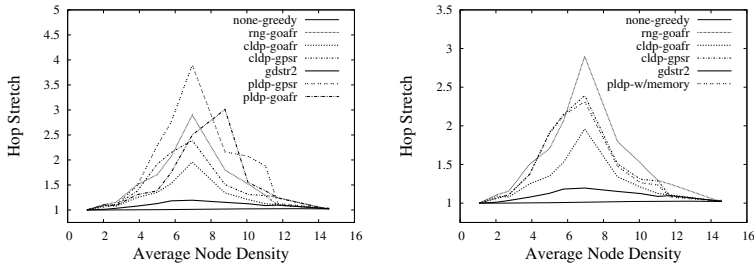 5
4.5
4
3.5
3
2.5
2
1.5
1
0 2 4 6 8 10 12 14 16
Hop Stretch
Average Node Density
none-greedy
rng-goafr
cldp-goafr
cldp-gpsr
gdstr2
pldp-gpsr
pldp-goafr
3.5
3
2.5
2
1.5
1
0 2 4 6 8 10 12 14 16
Hop Stretch
Average Node Density
none-greedy
rng-goafr
cldp-goafr
cldp-gpsr
gdstr2
pldp-w/memory